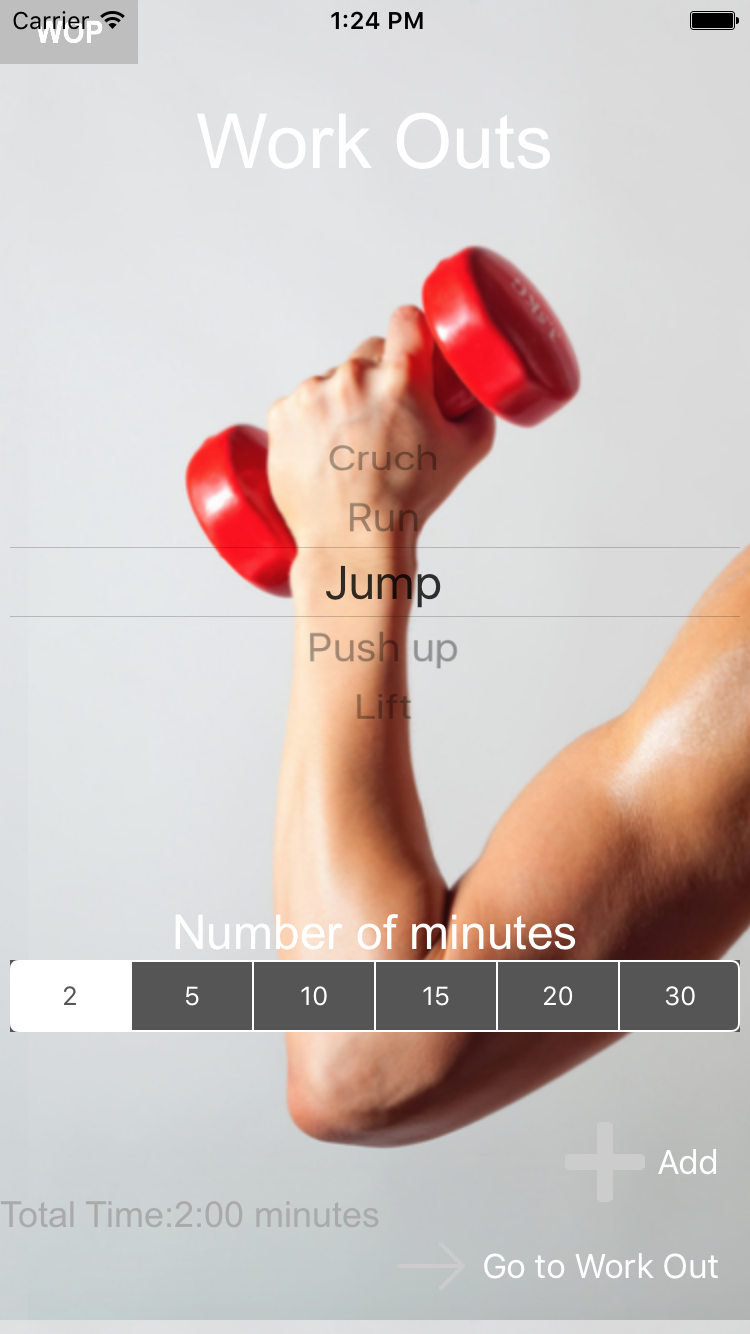 Carrier 1:24 PM
WOP
Work Outs
Cruch
Run
Jump
Push up
Lift
Number of minutes
2 5 10 15 20 30
Add
Total Time:2:00 minutes
Go to Work Out